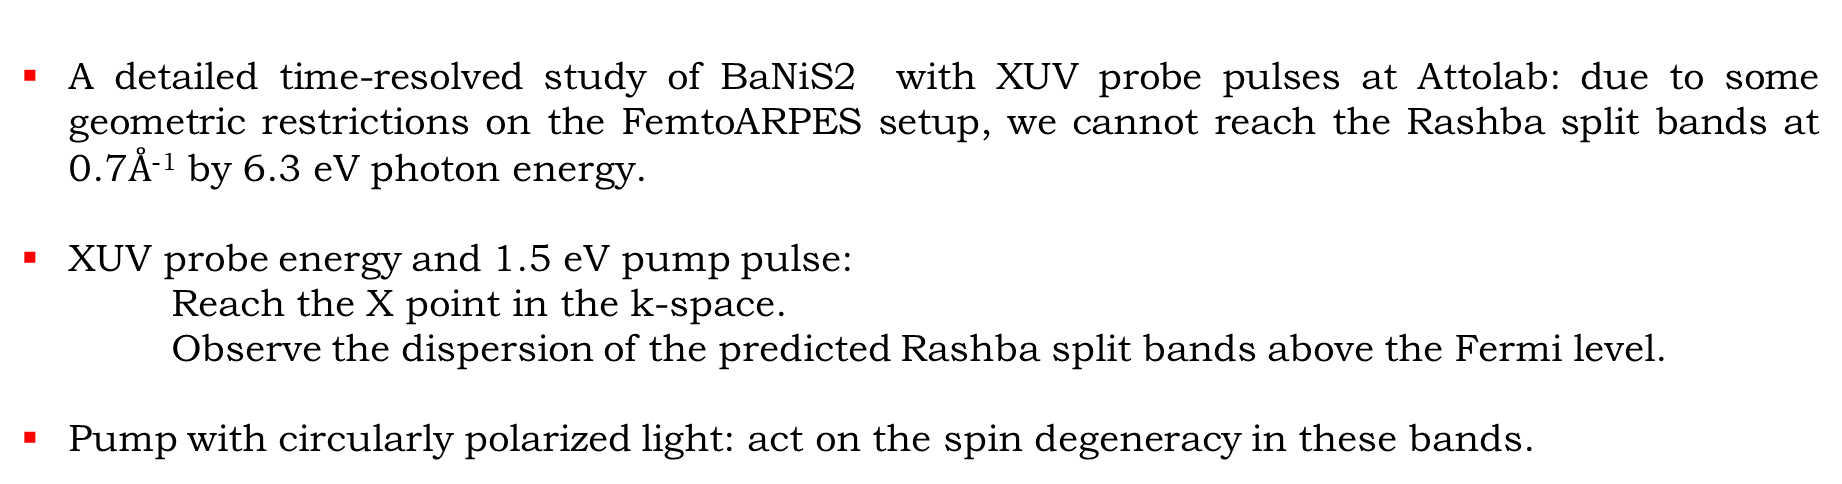 ▪ A detailed time-resolved study of BaNiS2 with XUV probe pulses at Attolab: due to some
geometric restrictions on the FemtoARPES setup, we cannot reach the Rashba split bands at
0.7Å⁻¹ by 6.3 eV photon energy.
▪ XUV probe energy and 1.5 eV pump pulse:
Reach the X point in the k-space.
Observe the dispersion of the predicted Rashba split bands above the Fermi level.
▪ Pump with circularly polarized light: act on the spin degeneracy in these bands.